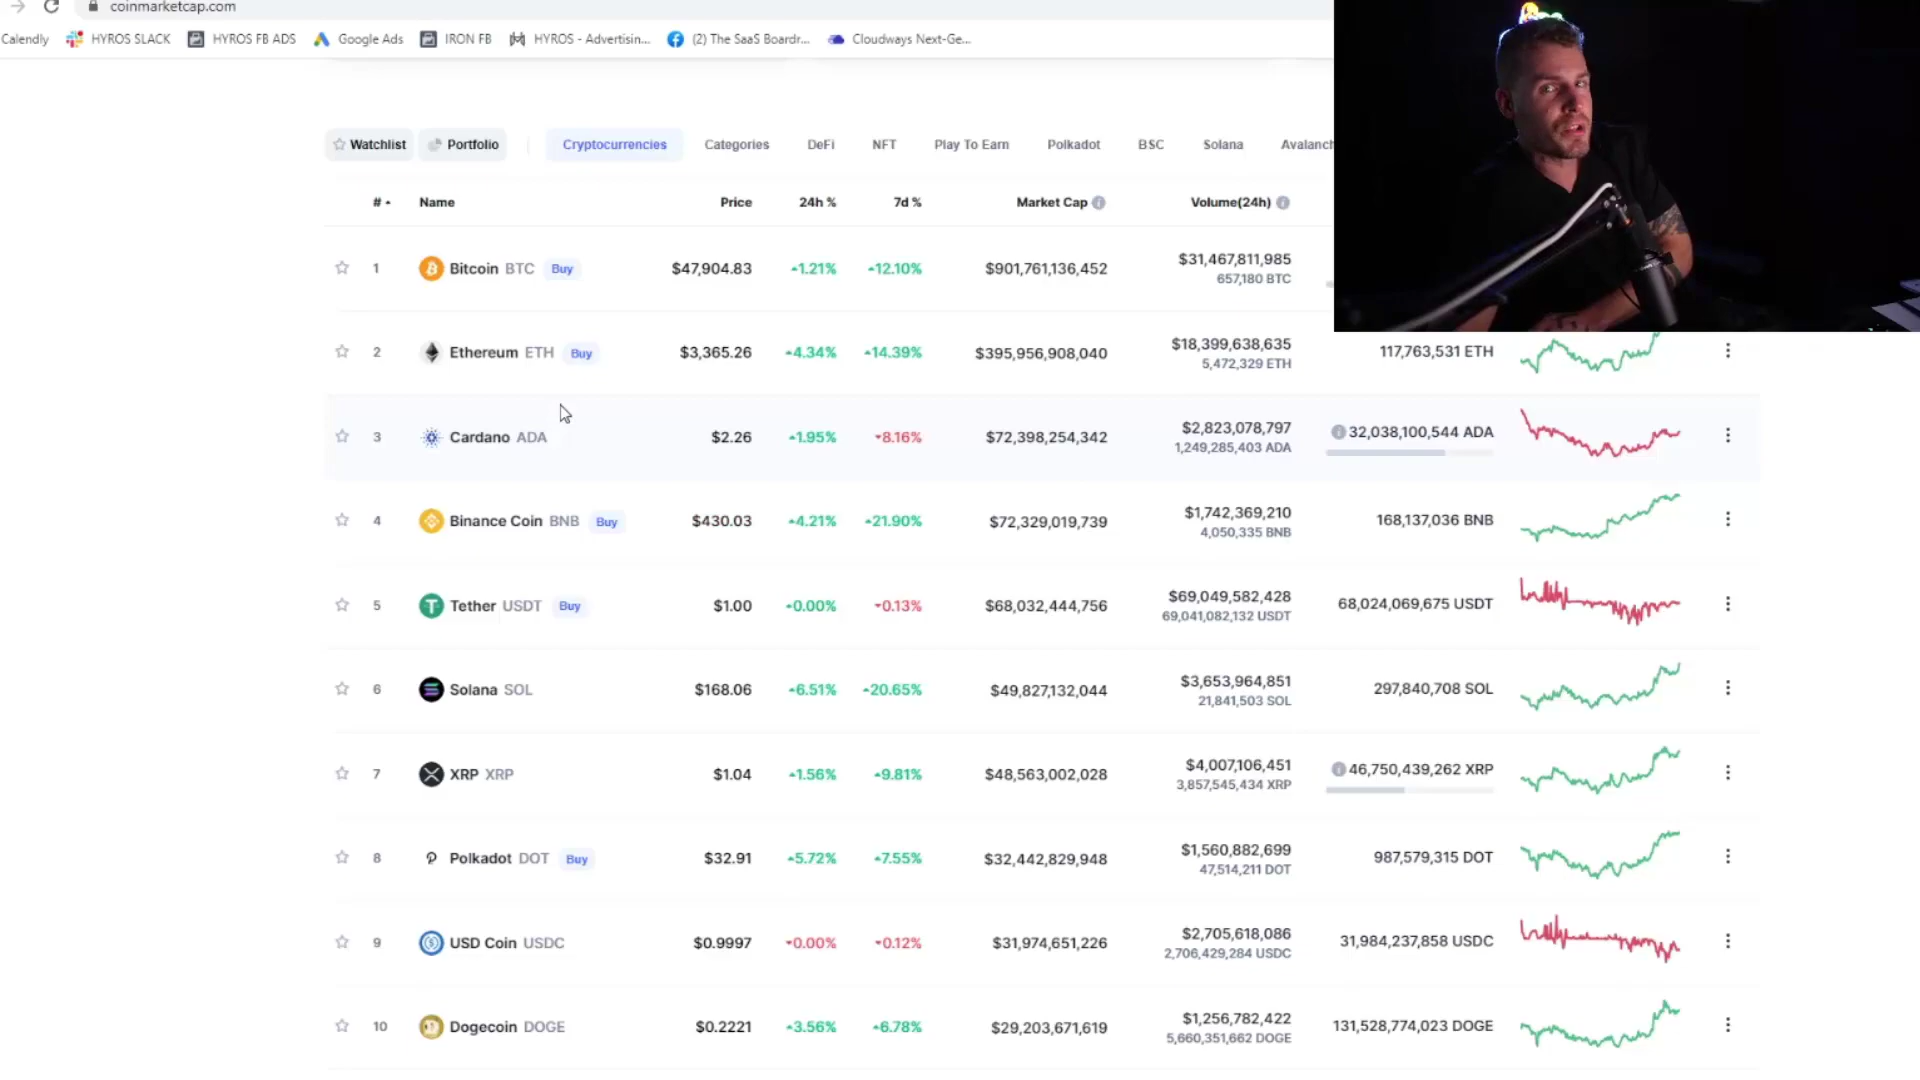 coinmarketcap.com
Calendly HYROS SLACK HYROS FB ADS Google Ads IRON FB HYROS - Advertisin... (2) The SaaS Boardr... Cloudways Next-Ge...
Watchlist Portfolio Cryptocurrencies Categories DeFi NFT Play To Earn Polkadot BSC Solana Avalanch
# Name Price 24h % 7d % Market Cap Volume(24h)
1 Bitcoin BTC Buy $47,904.83 1.21% 12.10% $901,761,136,452 $31,467,811,985
657,180 BTC
2 Ethereum ETH Buy $3,365.26 4.34% 14.39% $395,956,908,040 $18,399,638,635 117,763,531 ETH
5,472,329 ETH
3 Cardano ADA $2.26 1.95% 8.16% $72,398,254,342 $2,823,078,797 32,038,100,544 ADA
1,249,285,403 ADA
4 Binance Coin BNB Buy $430.03 4.21% 21.90% $72,329,019,739 $1,742,369,210 168,137,036 BNB
4,050,335 BNB
5 Tether USDT Buy $1.00 0.00% 0.13% $68,032,444,756 $69,049,582,428 68,024,069,675 USDT
69,041,082,132 USDT
6 Solana SOL $168.06 6.51% 20.65% $49,827,132,044 $3,653,964,851 297,840,708 SOL
21,841,503 SOL
7 XRP XRP $1.04 1.56% 9.81% $48,563,002,028 $4,007,106,451 46,750,439,262 XRP
3,857,545,434 XRP
8 Polkadot DOT Buy $32.91 5.72% 7.55% $32,442,829,948 $1,560,882,699 987,579,315 DOT
47,514,211 DOT
9 USD Coin USDC $0.9997 0.00% 0.12% $31,974,651,226 $2,705,618,086 31,984,237,858 USDC
2,706,429,284 USDC
10 Dogecoin DOGE $0.2221 3.56% 6.78% $29,203,671,619 $1,256,782,422 131,528,774,023 DOGE
5,660,351,662 DOGE